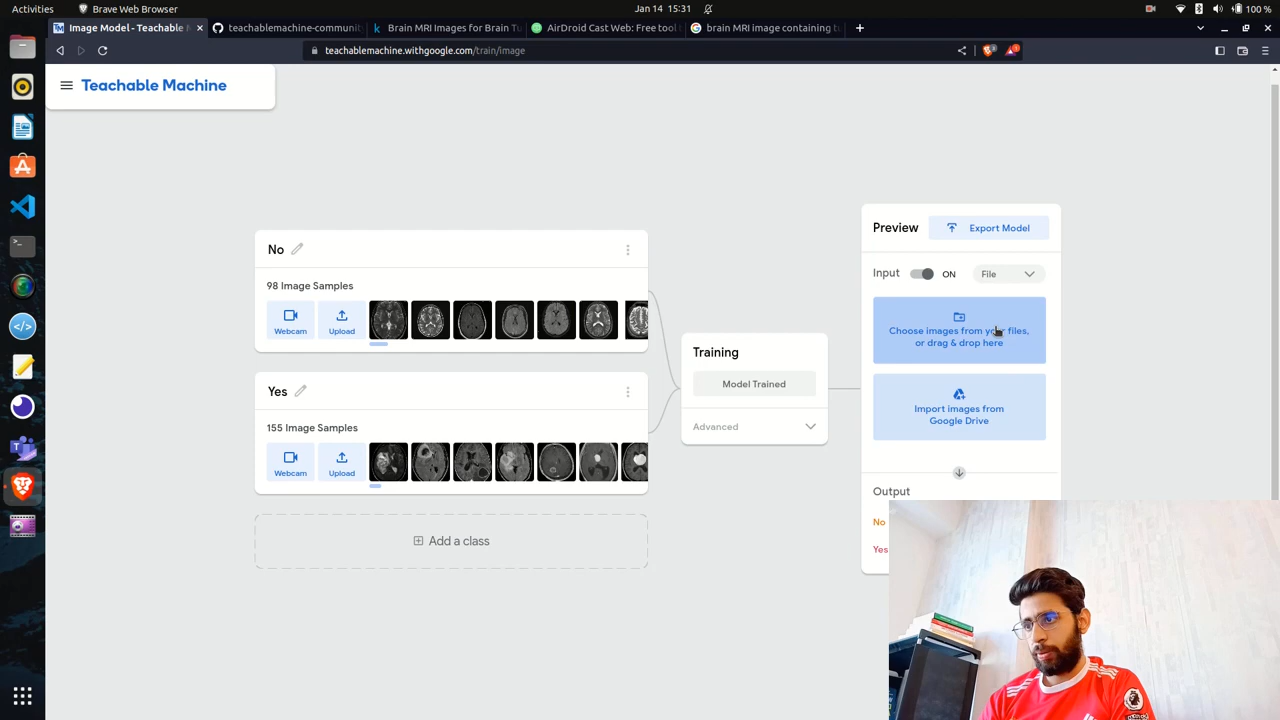 Activities
Brave Web Browser
Jan 14 15:31
100 %
Image Model - Teachable M
teachablemachine-communit
Brain MRI Images for Brain Tu
AirDroid Cast Web: Free tool
brain MRI image containing tu
teachablemachine.withgoogle.com/train/image
Teachable Machine
No
98 Image Samples
Webcam
Upload
Yes
155 Image Samples
Webcam
Upload
Add a class
Training
Model Trained
Advanced
Preview
Export Model
Input
ON
File
Choose images from your files,
or drag & drop here
Import images from
Google Drive
Output
No
Yes